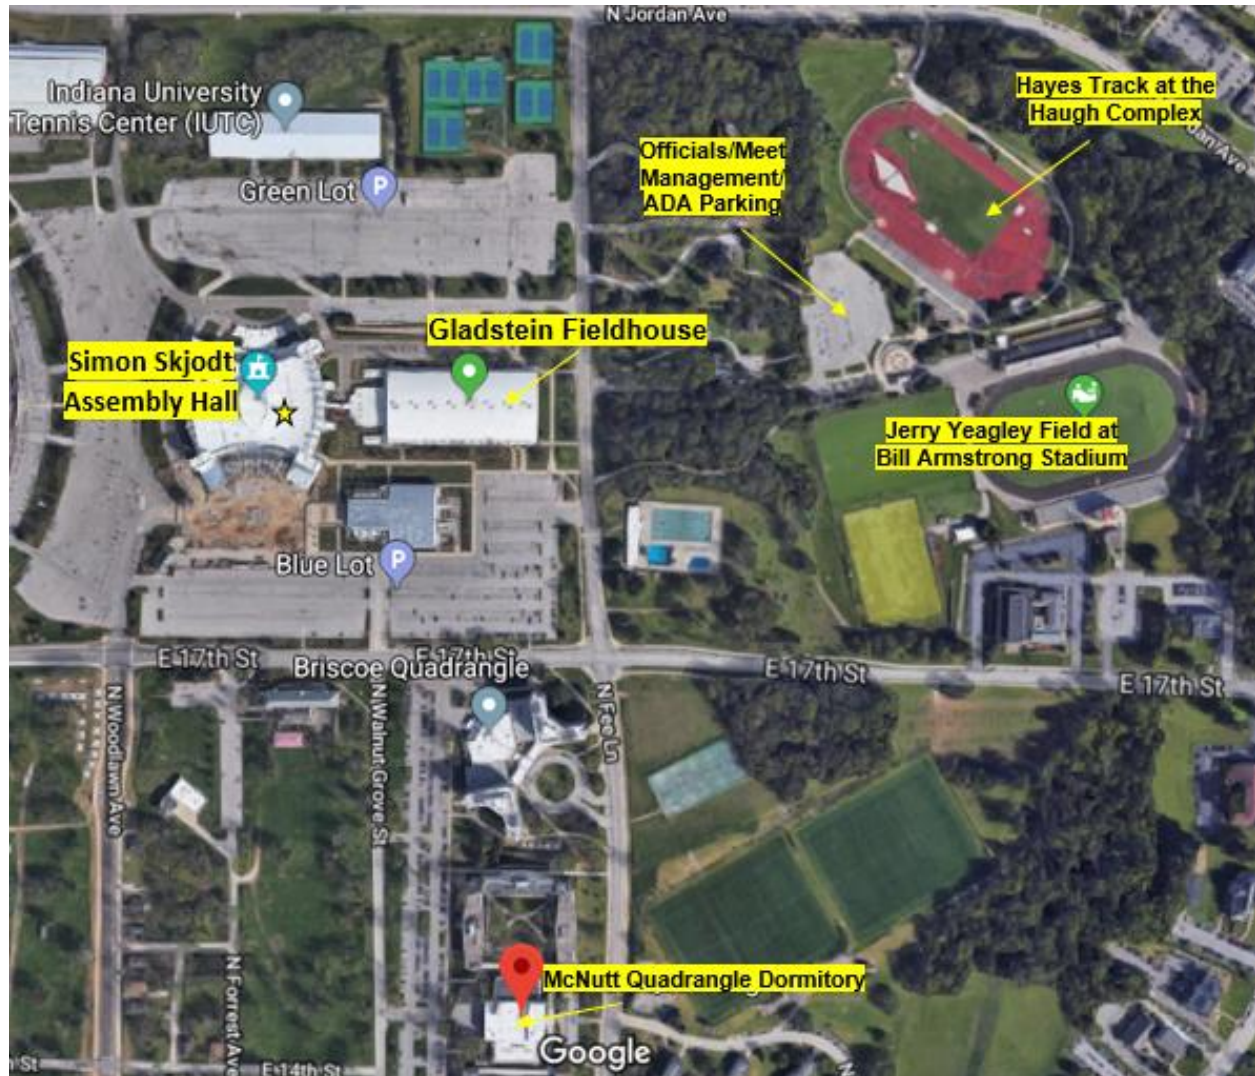 N Jordan Ave
Indiana University
Tennis Center (IUTC)
Hayes Track at the
Haugh Complex
Officials/Meet
Management/
ADA Parking
Green Lot
P
Gladstein Fieldhouse
Simon Skjodt
Assembly Hall
Jerry Yeagley Field at
Bill Armstrong Stadium
Blue Lot
P
E 17th St
E 17th St
E 17th St
E 17th St
Briscoe Quadrangle
N Woodlawn Ave
N Walnut Grove St
N Fee Ln
N Forrest Ave
McNutt Quadrangle Dormitory
Google
E 14th St